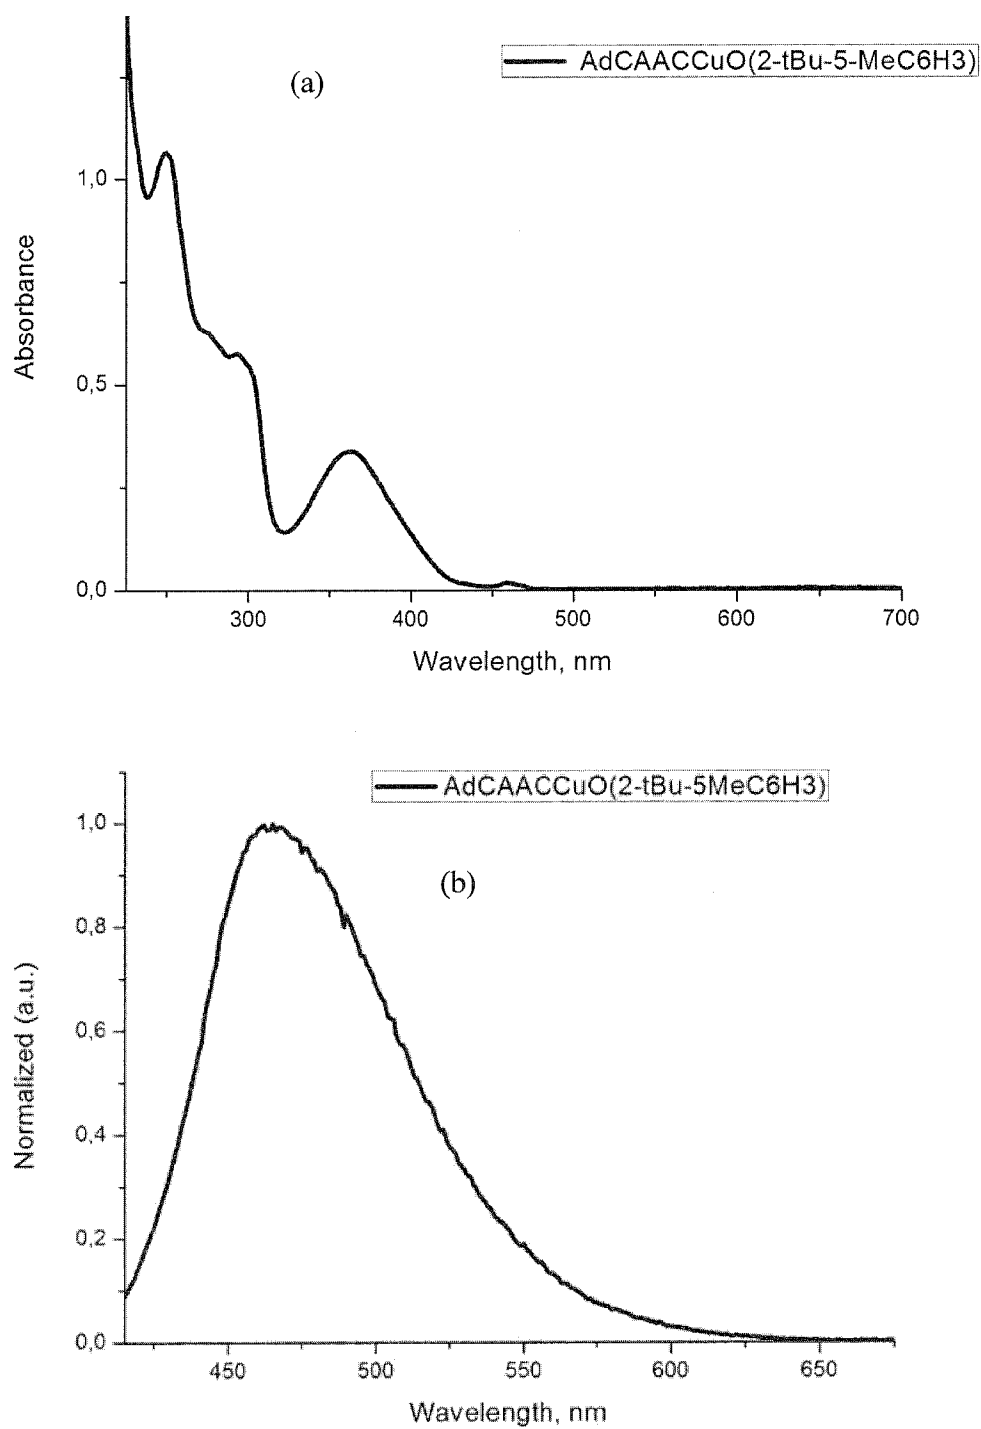 AdCAACCuO(2-tBu-5-MeC6H3)
(a)
1,0
0,5
0,0
Absorbance
300 400 500 600 700
Wavelength, nm
AdCAACCuO(2-tBu-5MeC6H3)
(b)
1,0
0,8
0,6
0,4
0,2
0,0
Normalized (a.u.)
450 500 550 600 650
Wavelength, nm